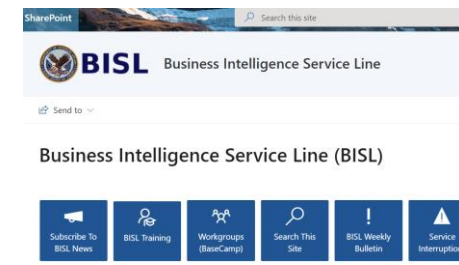 SharePoint
Search this site
BISL Business Intelligence Service Line
Send to
Business Intelligence Service Line (BISL)
Subscribe To
BISL News
BISL Training
Workgroups
(BaseCamp)
Search This
Site
BISL Weekly
Bulletin
Service
Interruption